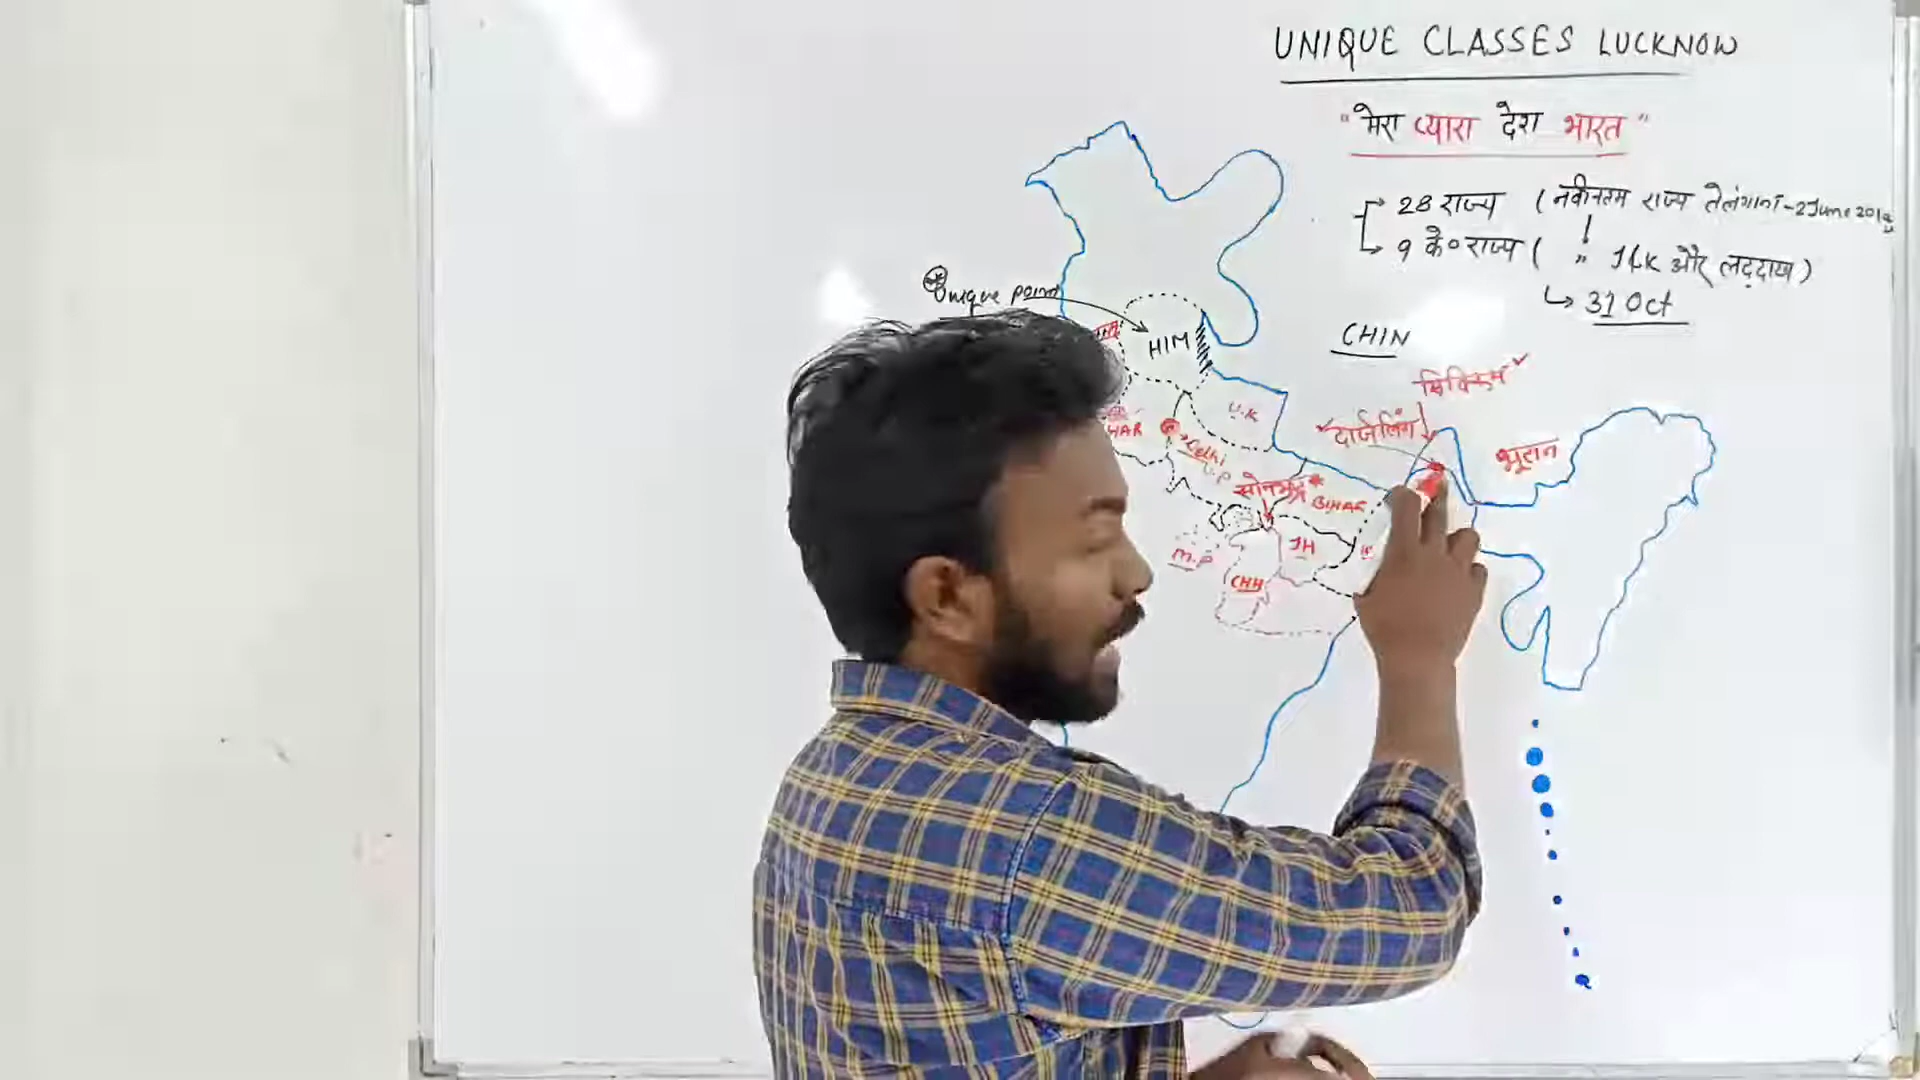 UNIQUE CLASSES LUCKNOW
"मेरा प्यारा देश भारत"
28 राज्य ( नवीनतम राज्य तेलंगाना - 2 June 2014
9 के० राज्य ( " J&K और लद्दाख )
31 Oct
Unique point
HIM
CHIN
सिक्किम
दार्जिलिंग
भूटान
U.K
HAR
Delhi
U.P
सोनभद्र *
BIHAR
M.P
JH
CHH